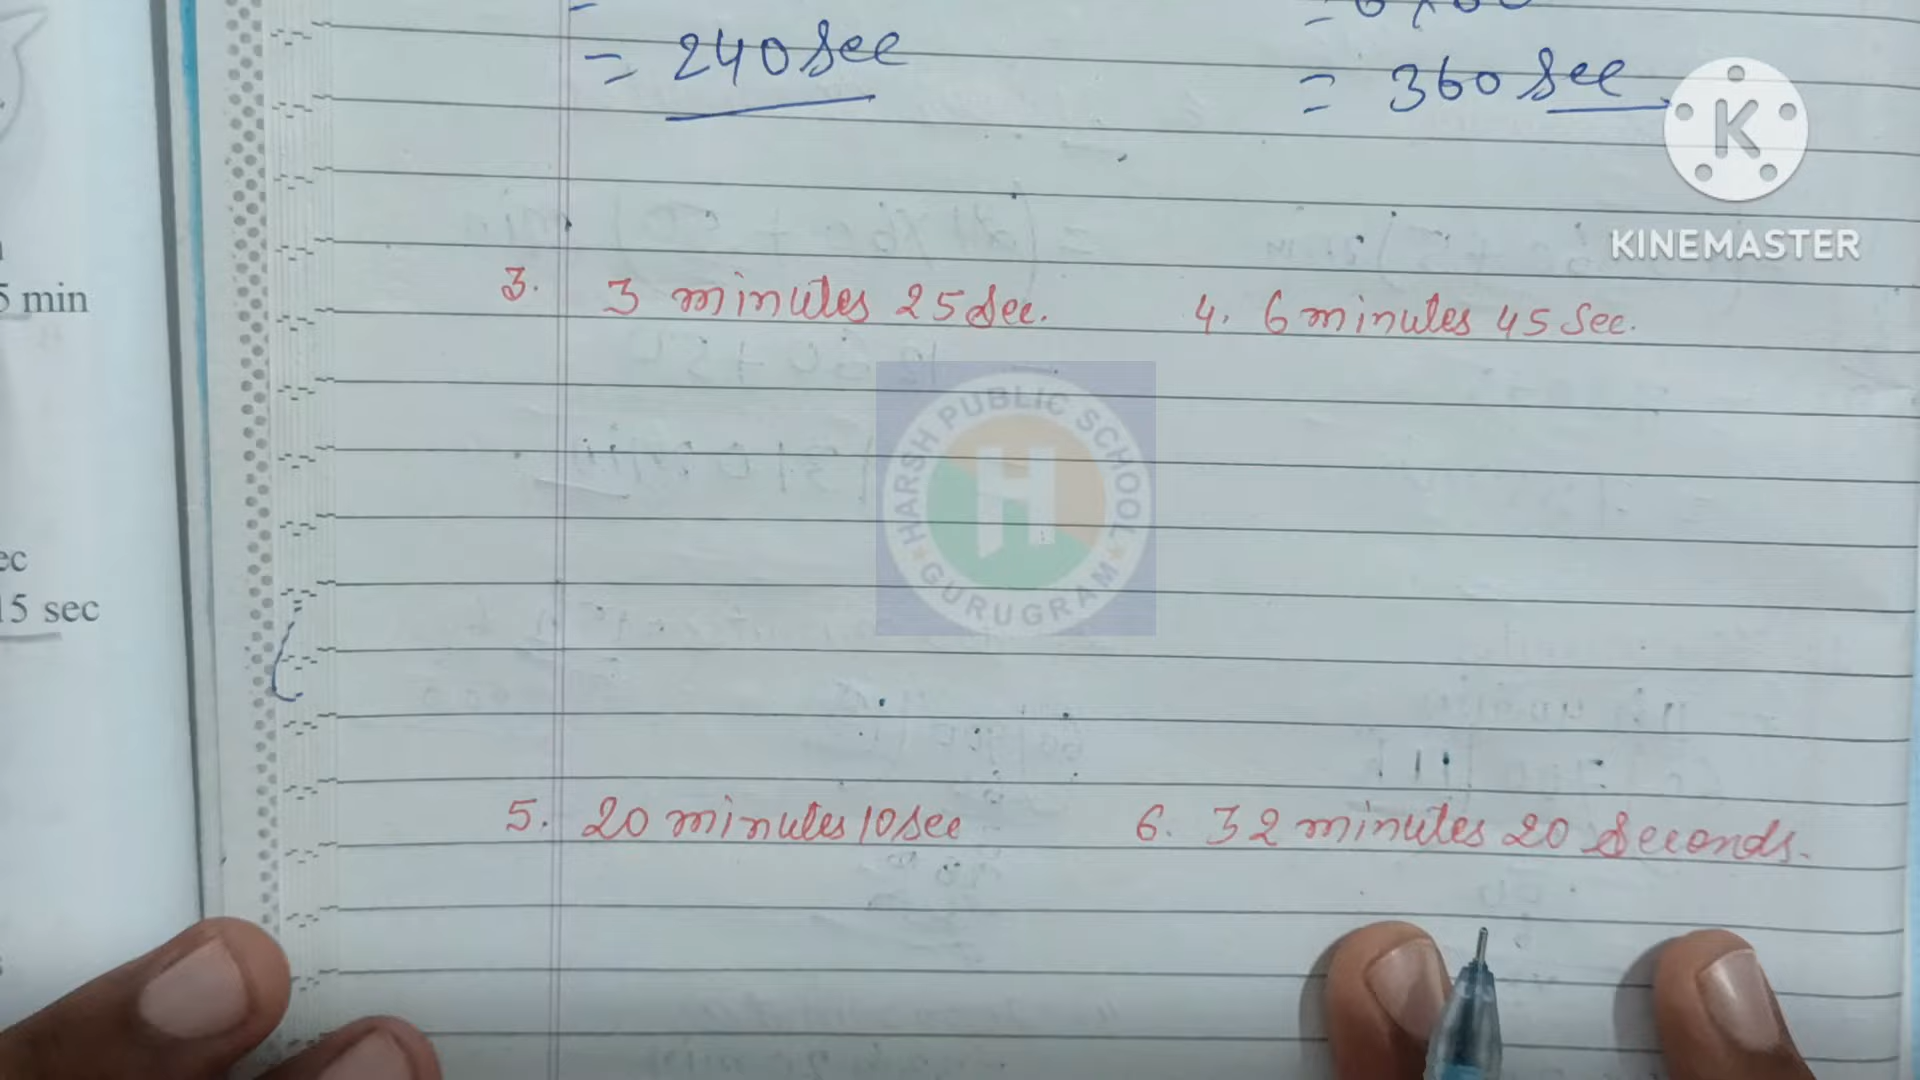 = 240 Sec
= 360 Sec
KINEMASTER
5 min
3. 3 minutes 25 Sec.
4. 6 minutes 45 Sec.
HARSH PUBLIC SCHOOL
H
GURUGRAM
ec
15 sec
5. 20 minutes 10 sec
6. 32 minutes 20 Seconds.